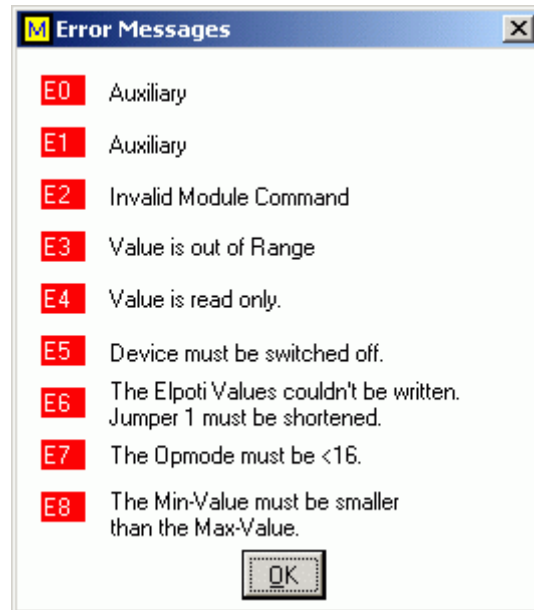 M Error Messages
E0 Auxiliary
E1 Auxiliary
E2 Invalid Module Command
E3 Value is out of Range
E4 Value is read only.
E5 Device must be switched off.
E6 The Elpoti Values couldn't be written.
Jumper 1 must be shortened.
E7 The Opmode must be <16.
E8 The Min-Value must be smaller
than the Max-Value.
OK